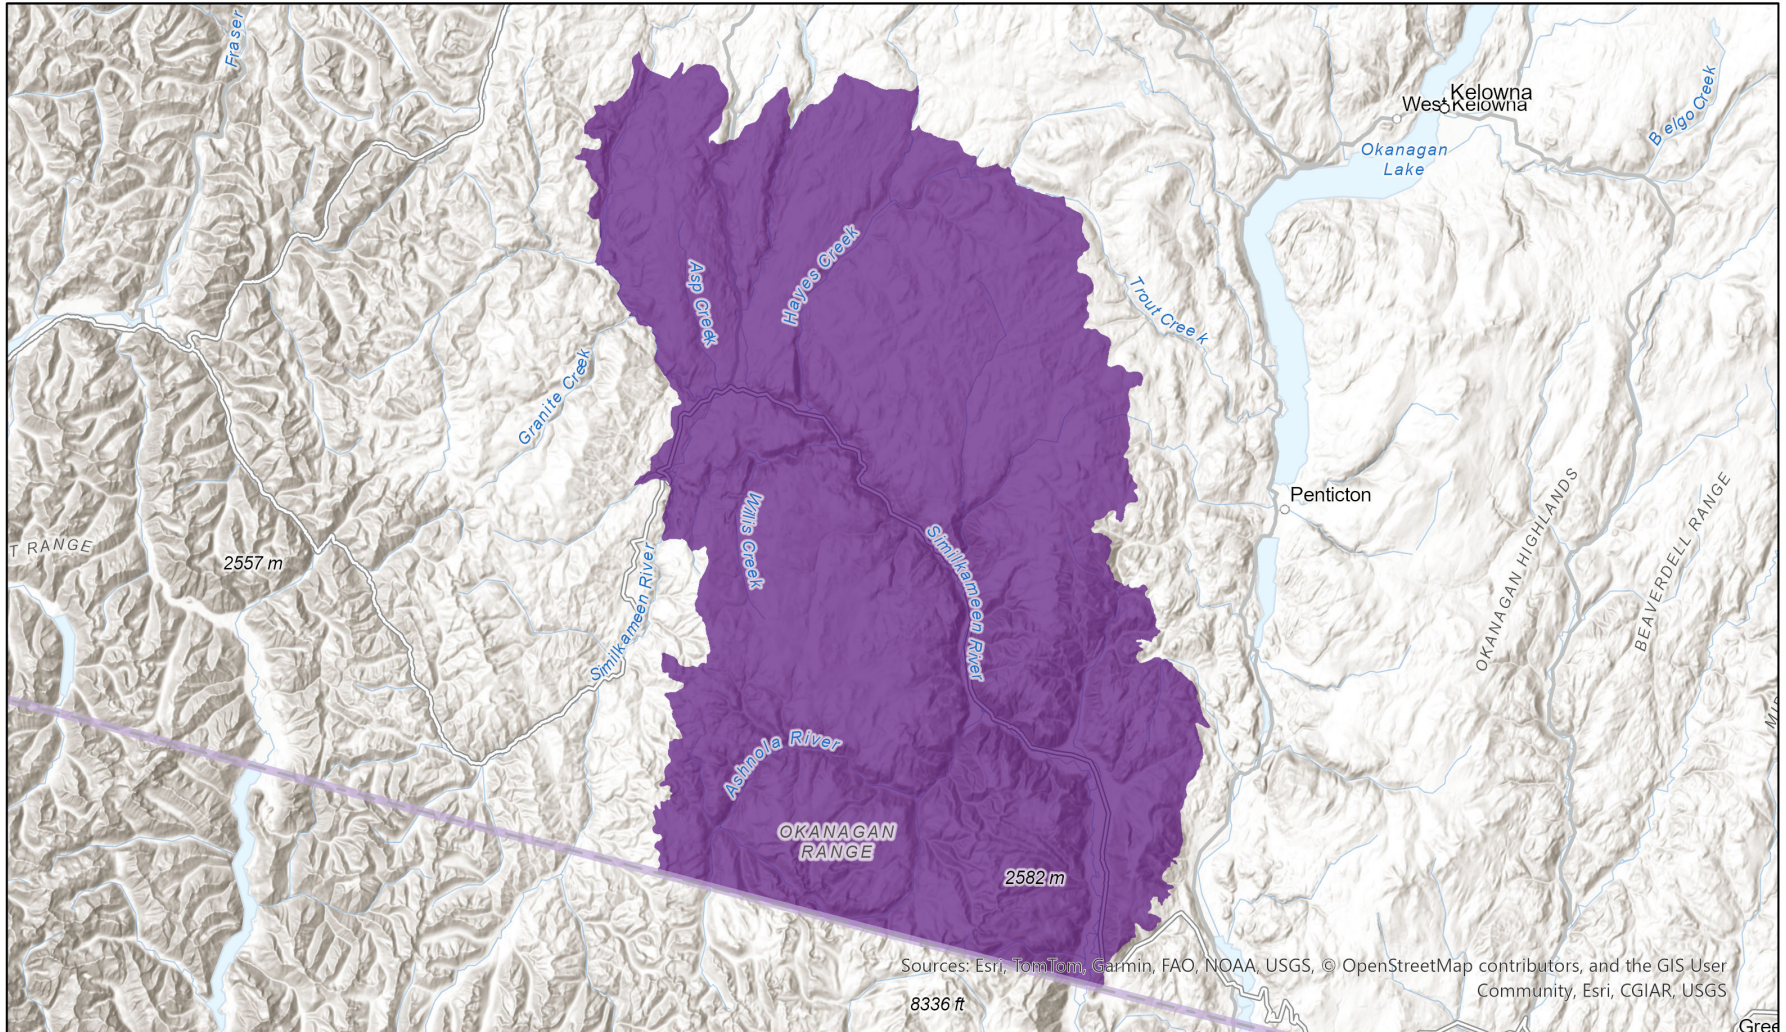 Fraser
Kelowna
West Kelowna
Belgo Creek
Okanagan
Lake
Hayes Creek
Asp Creek
Trout Creek
Granite Creek
Penticton
OKANAGAN HIGHLANDS
BEAVERDELL RANGE
T RANGE
2557 m
Willis Creek
Similkameen River
Similkameen River
Ashnola River
OKANAGAN
RANGE
2582 m
MID
Sources: Esri, TomTom, Garmin, FAO, NOAA, USGS, © OpenStreetMap contributors, and the GIS User
Community, Esri, CGIAR, USGS
8336 ft
Gree